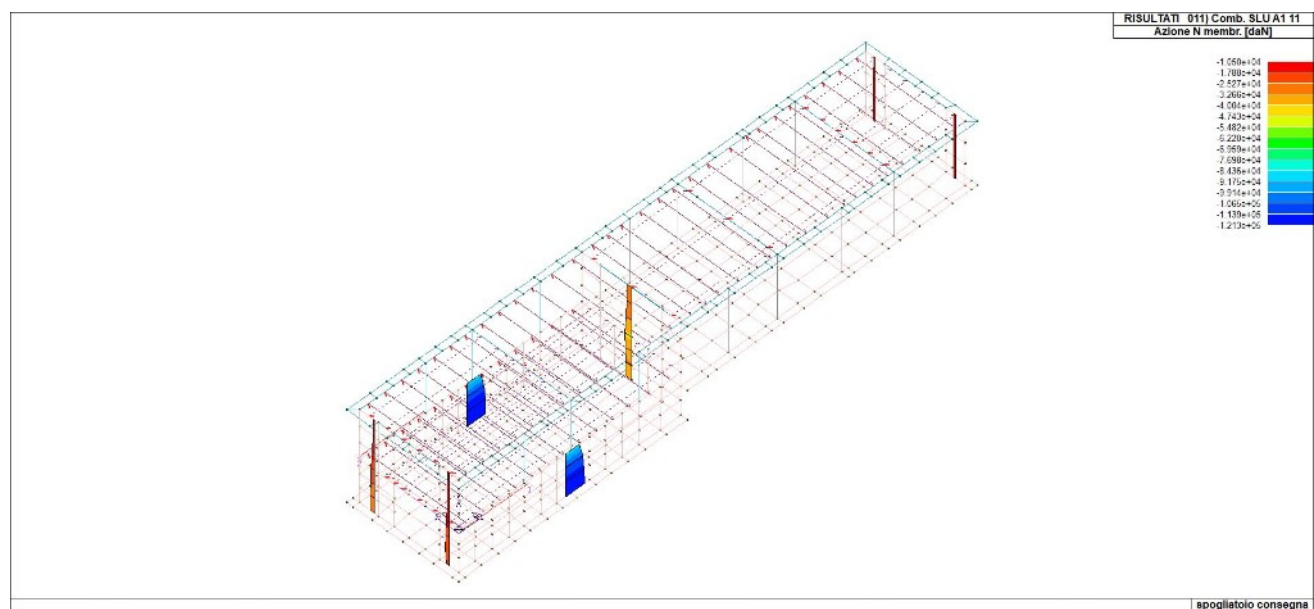 RISULTATI 011) Comb. SLU A1 11
Azione N membr. [daN]
-1.050e+04
-1.788e+04
-2.527e+04
-3.266e+04
-4.004e+04
-4.743e+04
-5.482e+04
-6.220e+04
-6.959e+04
-7.698e+04
-8.436e+04
-9.175e+04
-9.914e+04
-1.065e+05
-1.139e+05
-1.213e+05
spogliatoio consegna